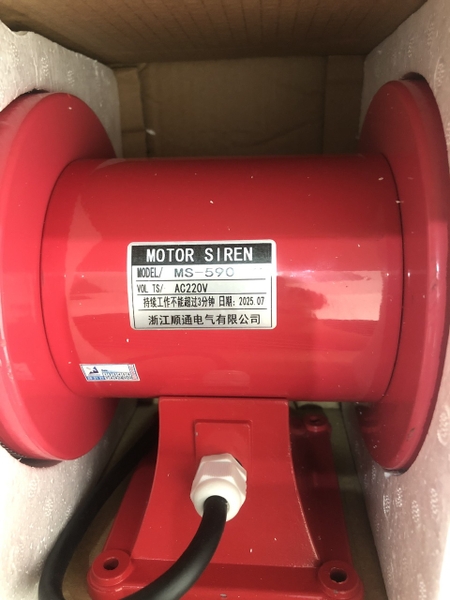 MOTOR SIREN
MODEL/ MS-590
VOL TS/ AC220V
持续工作不能超过3分钟 日期: 2025.07
浙江顺通电气有限公司